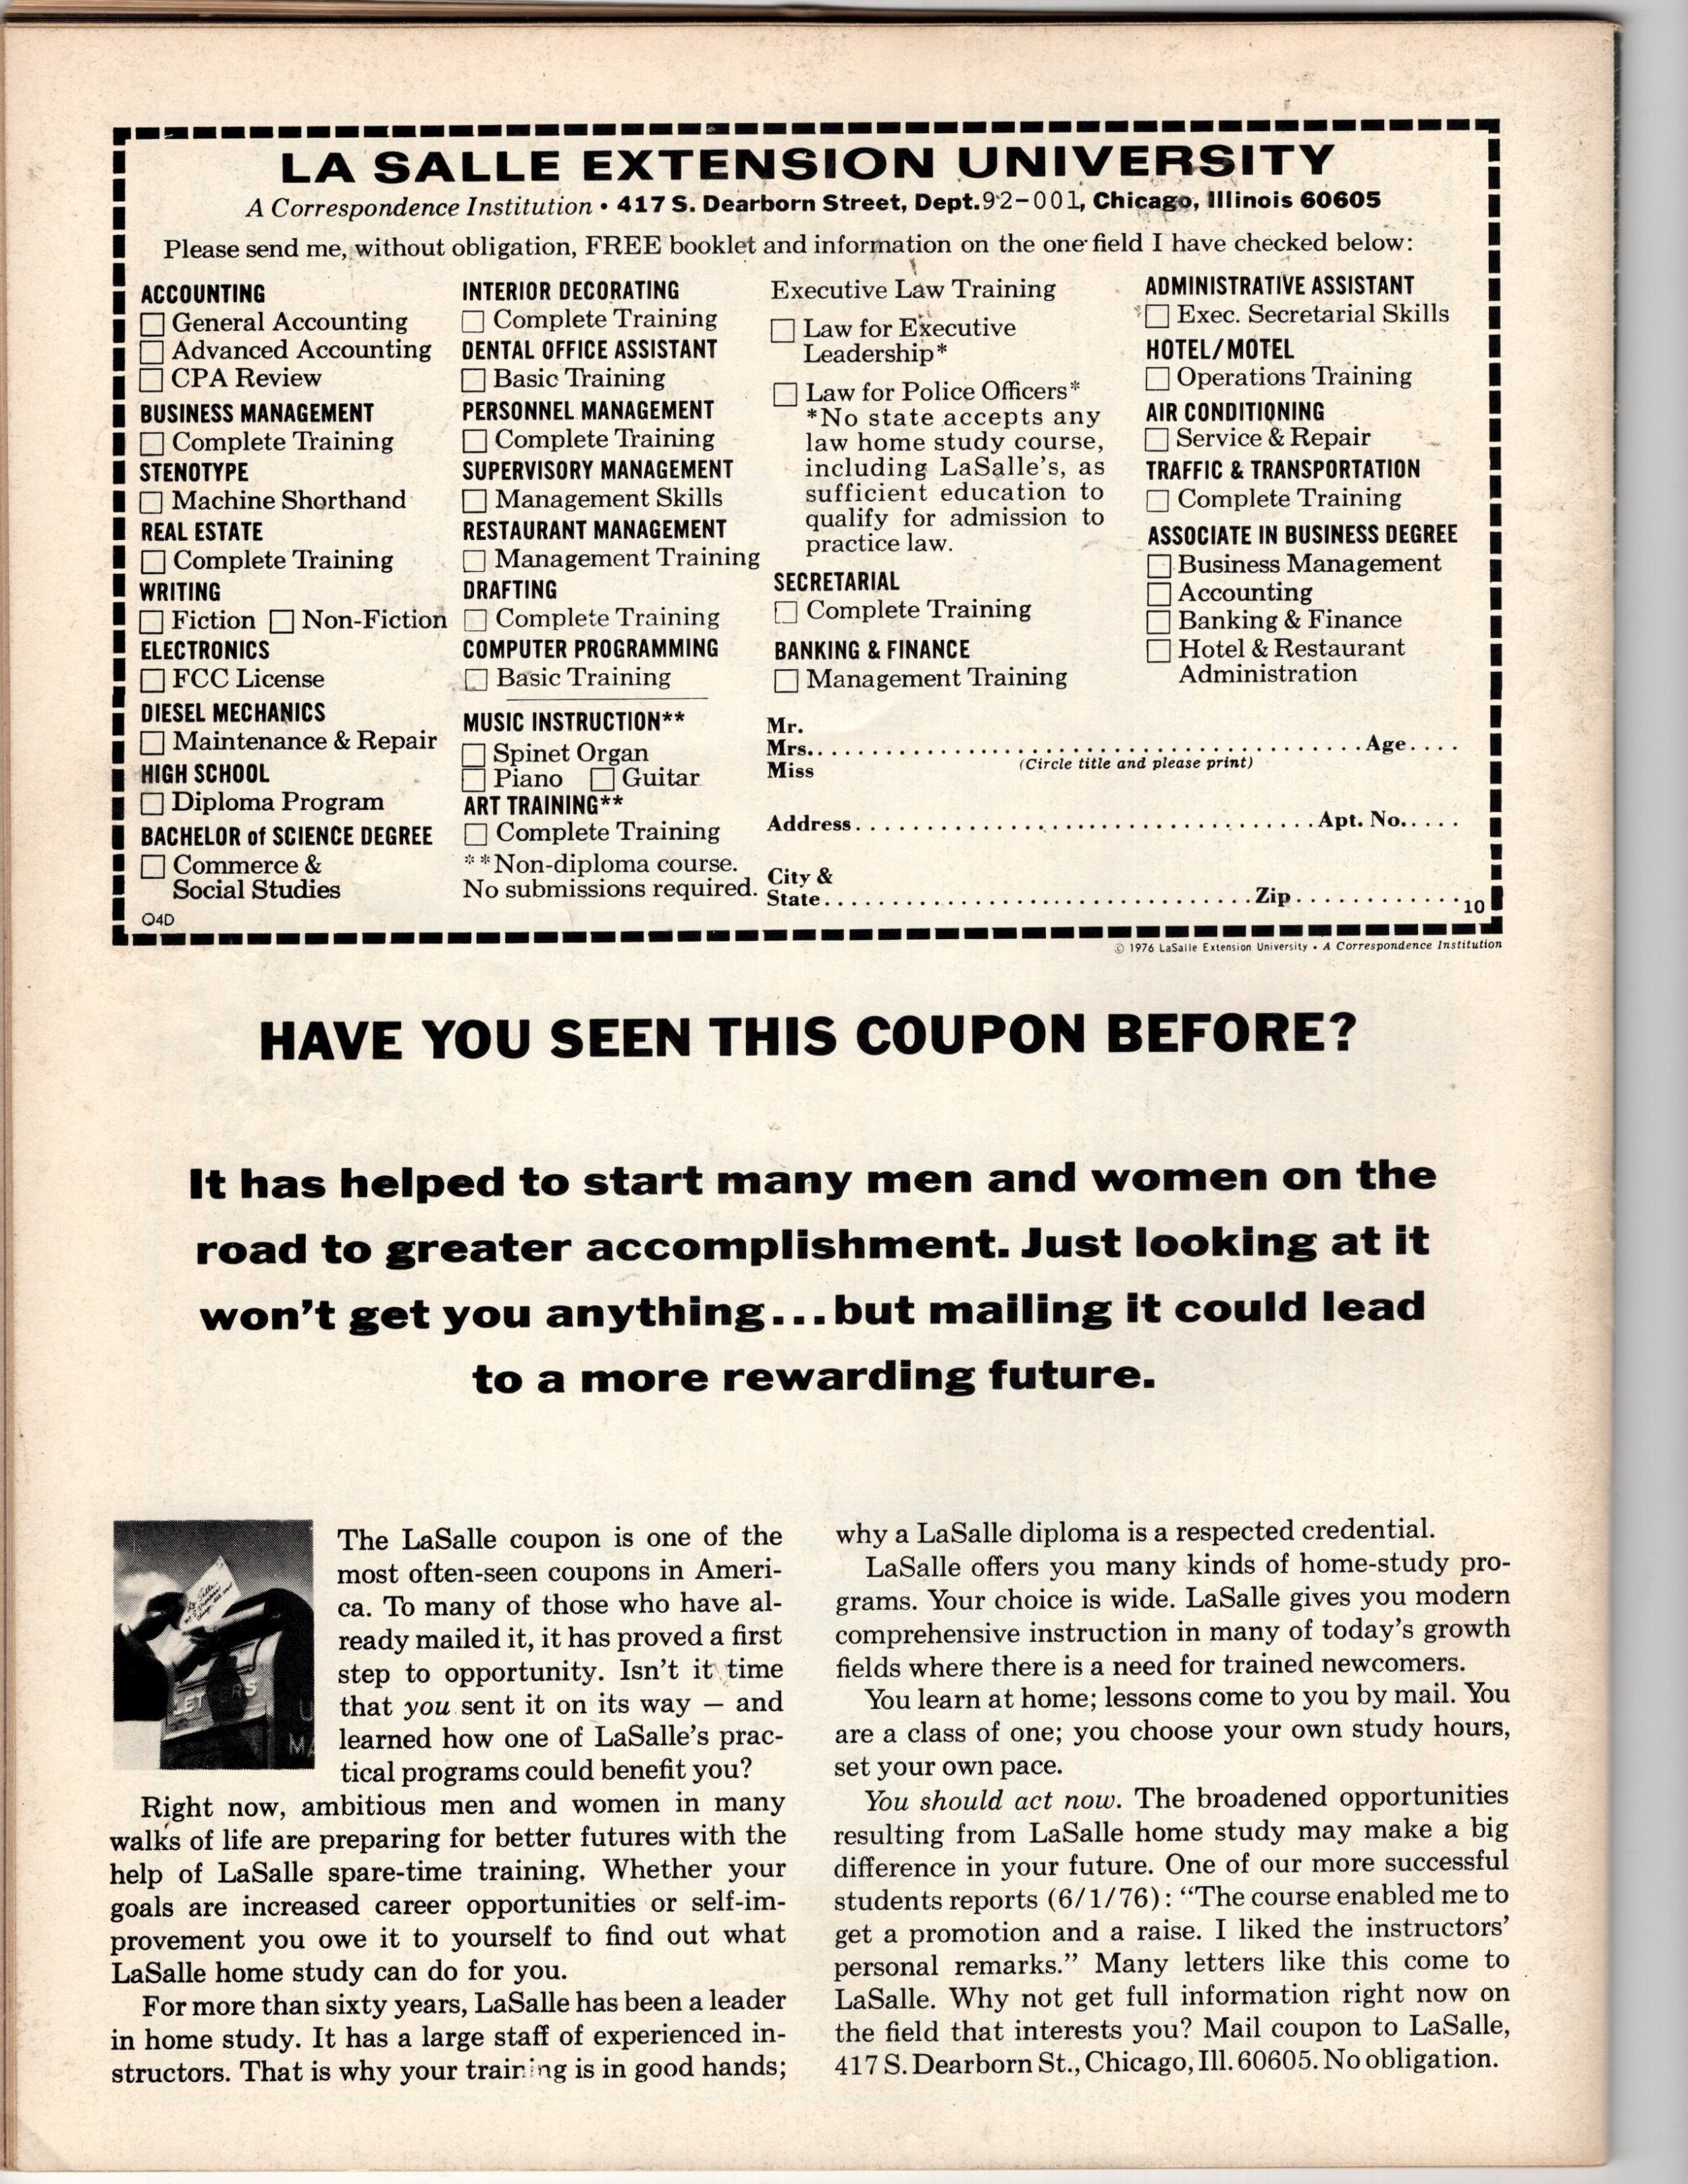 LA SALLE EXTENSION UNIVERSITY
A Correspondence Institution • 417 S. Dearborn Street, Dept. 92-001, Chicago, Illinois 60605
Please send me, without obligation, FREE booklet and information on the one field I have checked below:
ACCOUNTING
General Accounting
Advanced Accounting
CPA Review
BUSINESS MANAGEMENT
Complete Training
STENOTYPE
Machine Shorthand
REAL ESTATE
Complete Training
WRITING
Fiction Non-Fiction
ELECTRONICS
FCC License
DIESEL MECHANICS
Maintenance & Repair
HIGH SCHOOL
Diploma Program
BACHELOR of SCIENCE DEGREE
Commerce &
Social Studies
O4D
INTERIOR DECORATING
Complete Training
DENTAL OFFICE ASSISTANT
Basic Training
PERSONNEL MANAGEMENT
Complete Training
SUPERVISORY MANAGEMENT
Management Skills
RESTAURANT MANAGEMENT
Management Training
DRAFTING
Complete Training
COMPUTER PROGRAMMING
Basic Training
MUSIC INSTRUCTION**
Spinet Organ
Piano Guitar
ART TRAINING**
Complete Training
**Non-diploma course.
No submissions required.
Executive Law Training
Law for Executive
Leadership*
Law for Police Officers*
*No state accepts any
law home study course,
including LaSalle's, as
sufficient education to
qualify for admission to
practice law.
SECRETARIAL
Complete Training
BANKING & FINANCE
Management Training
ADMINISTRATIVE ASSISTANT
Exec. Secretarial Skills
HOTEL/MOTEL
Operations Training
AIR CONDITIONING
Service & Repair
TRAFFIC & TRANSPORTATION
Complete Training
ASSOCIATE IN BUSINESS DEGREE
Business Management
Accounting
Banking & Finance
Hotel & Restaurant
Administration
Mr.
Mrs. Age
(Circle title and please print)
Miss
Address Apt. No.
City &
State Zip 10
© 1976 LaSalle Extension University • A Correspondence Institution
HAVE YOU SEEN THIS COUPON BEFORE?
It has helped to start many men and women on the
road to greater accomplishment. Just looking at it
won't get you anything...but mailing it could lead
to a more rewarding future.
LETTERS
U
MA
The LaSalle coupon is one of the
most often-seen coupons in Ameri-
ca. To many of those who have al-
ready mailed it, it has proved a first
step to opportunity. Isn't it time
that you sent it on its way — and
learned how one of LaSalle's prac-
tical programs could benefit you?
Right now, ambitious men and women in many
walks of life are preparing for better futures with the
help of LaSalle spare-time training. Whether your
goals are increased career opportunities or self-im-
provement you owe it to yourself to find out what
LaSalle home study can do for you.
For more than sixty years, LaSalle has been a leader
in home study. It has a large staff of experienced in-
structors. That is why your training is in good hands;
why a LaSalle diploma is a respected credential.
LaSalle offers you many kinds of home-study pro-
grams. Your choice is wide. LaSalle gives you modern
comprehensive instruction in many of today's growth
fields where there is a need for trained newcomers.
You learn at home; lessons come to you by mail. You
are a class of one; you choose your own study hours,
set your own pace.
You should act now. The broadened opportunities
resulting from LaSalle home study may make a big
difference in your future. One of our more successful
students reports (6/1/76): "The course enabled me to
get a promotion and a raise. I liked the instructors'
personal remarks." Many letters like this come to
LaSalle. Why not get full information right now on
the field that interests you? Mail coupon to LaSalle,
417 S. Dearborn St., Chicago, Ill. 60605. No obligation.